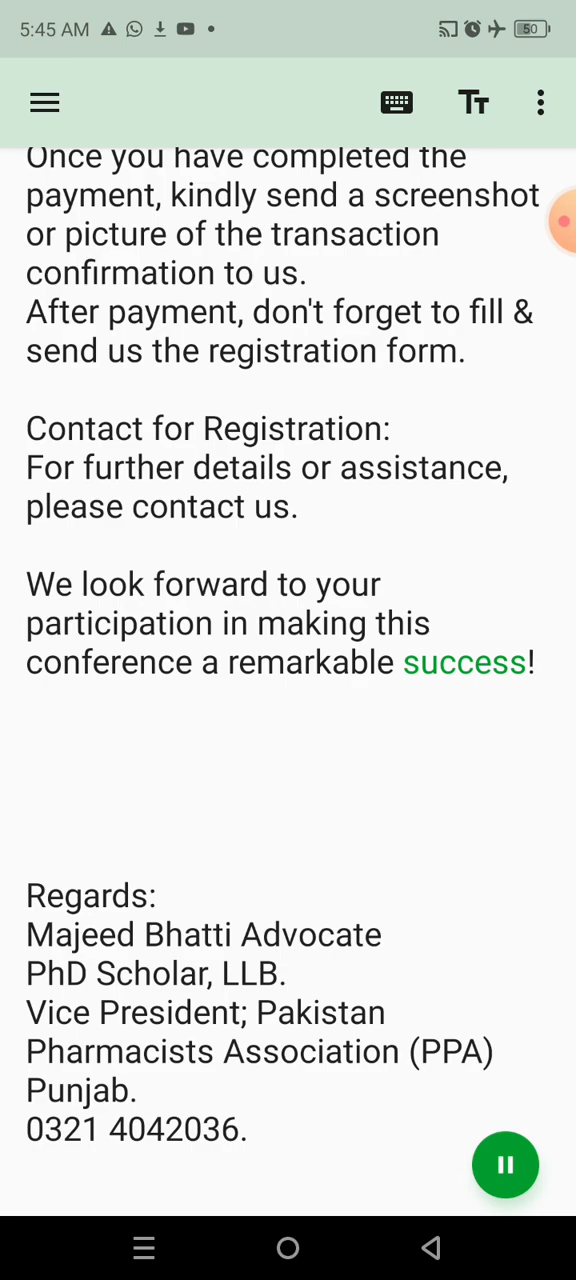 5:45 AM
50
Once you have completed the
payment, kindly send a screenshot
or picture of the transaction
confirmation to us.
After payment, don't forget to fill &
send us the registration form.
Contact for Registration:
For further details or assistance,
please contact us.
We look forward to your
participation in making this
conference a remarkable success!
Regards:
Majeed Bhatti Advocate
PhD Scholar, LLB.
Vice President; Pakistan
Pharmacists Association (PPA)
Punjab.
0321 4042036.